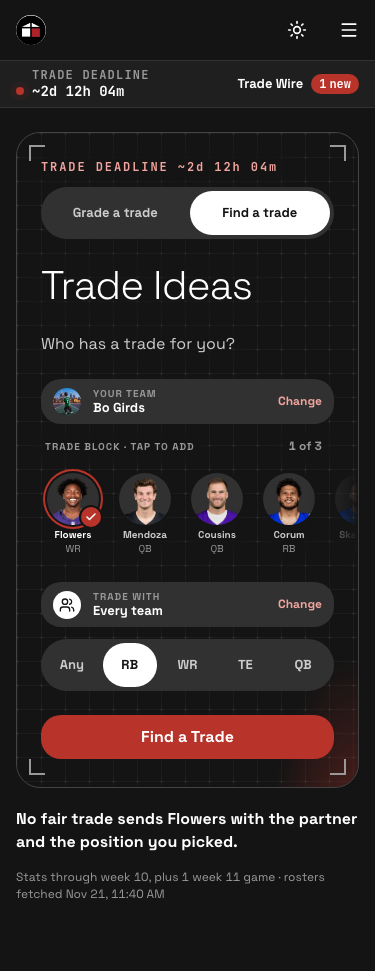 TRADE DEADLINE
~2d 12h 04m
Trade Wire
1 new
TRADE DEADLINE ~2d 12h 04m
Grade a trade
Find a trade
Trade Ideas
Who has a trade for you?
YOUR TEAM
Bo Girds
Change
TRADE BLOCK · TAP TO ADD
1 of 3
Flowers
WR
Mendoza
QB
Cousins
QB
Corum
RB
TRADE WITH
Every team
Change
Any
RB
WR
TE
QB
Find a Trade
No fair trade sends Flowers with the partner
and the position you picked.
Stats through week 10, plus 1 week 11 game · rosters
fetched Nov 21, 11:40 AM